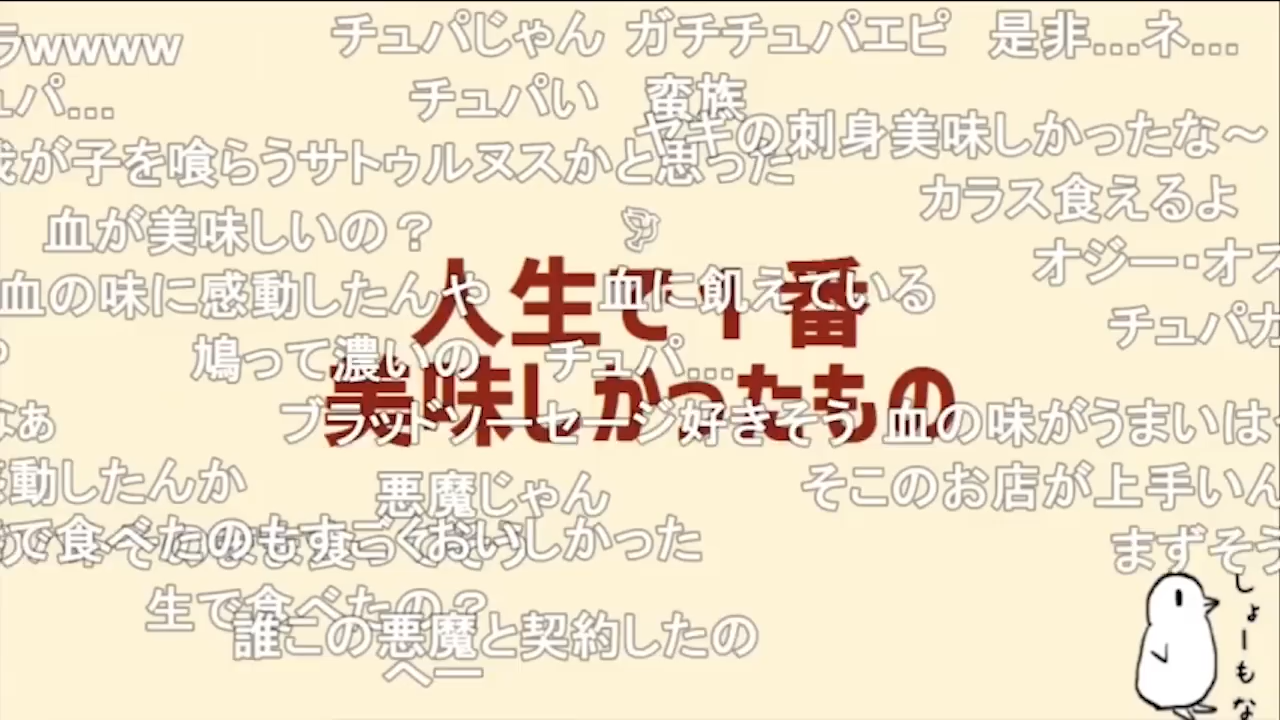 ラwwww
チュパじゃん
ガチチュパエピ
是非…ネ…
ュパ…
チュパい
蛮族
ヤギの刺身美味しかったな～
我が子を喰らうサトゥルヌスかと思った
カラス食えるよ
血が美味しいの？
🕊
オジー・オズ
人生で1番
血の味に感動したんや
血に飢えている
チュパカ
?
鳩って濃いの
チュパ…
美味しかったもの
なぁ
ブラッドソーセージ好きそう
血の味がうまいは
感動したんか
悪魔じゃん
そこのお店が上手いん
で食べたのもすごくおいしかった
まずそう
生で食べたの？
誰この悪魔と契約したの
へー
しょーもな